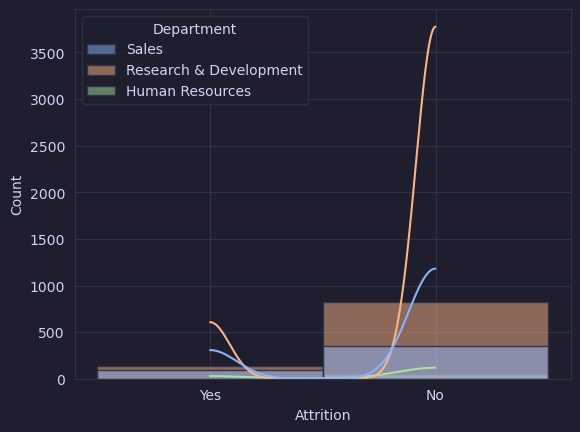 Department
Sales
Research & Development
Human Resources
3500
3000
2500
2000
1500
1000
500
0
Count
Yes
No
Attrition